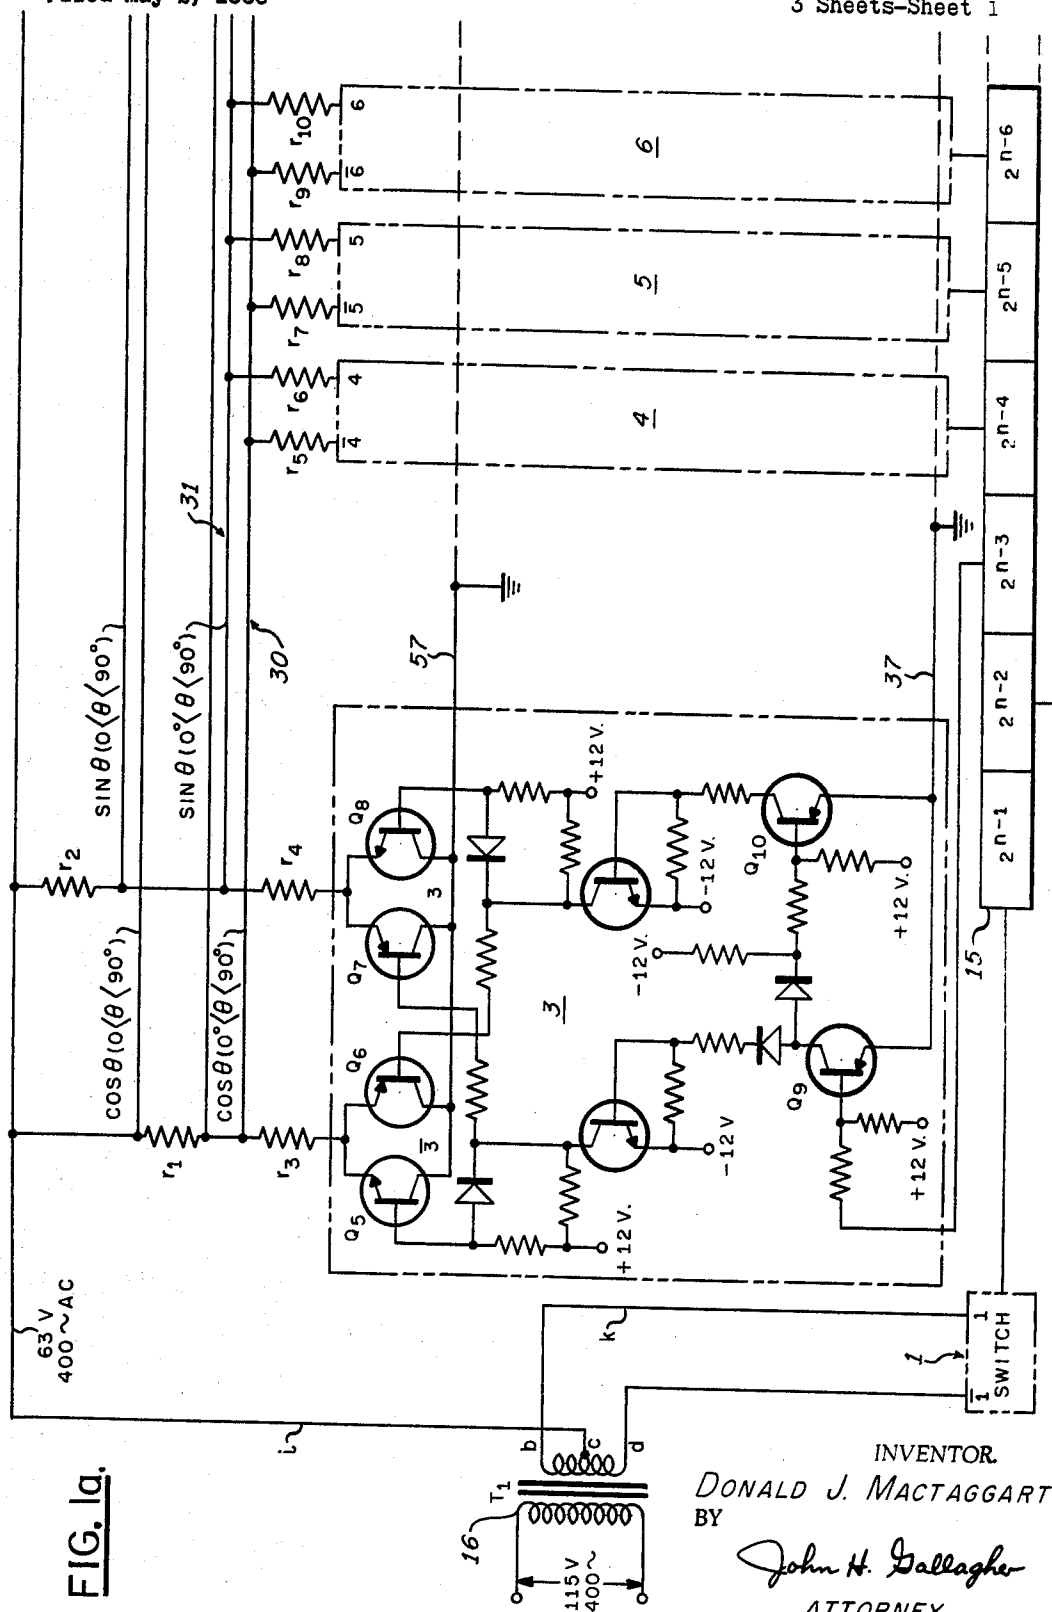 3 Sheets-Sheet 1
FIG. 1a.
63 V
400 ~ AC
i
115 V
400 ~
16
T1
b
c
d
k
1
SWITCH
1̅ 1
r1
r2
r3
r4
COS θ (0 < θ < 90°)
SIN θ (0 < θ < 90°)
COS θ (0° < θ < 90°)
SIN θ (0° < θ < 90°)
30
31
57
37
Q5
Q6
Q7
Q8
3̅
3
3
+12 V.
+12 V.
-12 V
-12 V.
-12 V.
Q9
Q10
+12 V.
+12 V.
15
2n-1
2n-2
2n-3
2n-4
2n-5
2n-6
r5
r6
4̅ 4
4
r7
r8
5̅ 5
5
r9
r10
6̅ 6
6
INVENTOR.
DONALD J. MACTAGGART
BY
John H. Gallagher
ATTORNEY